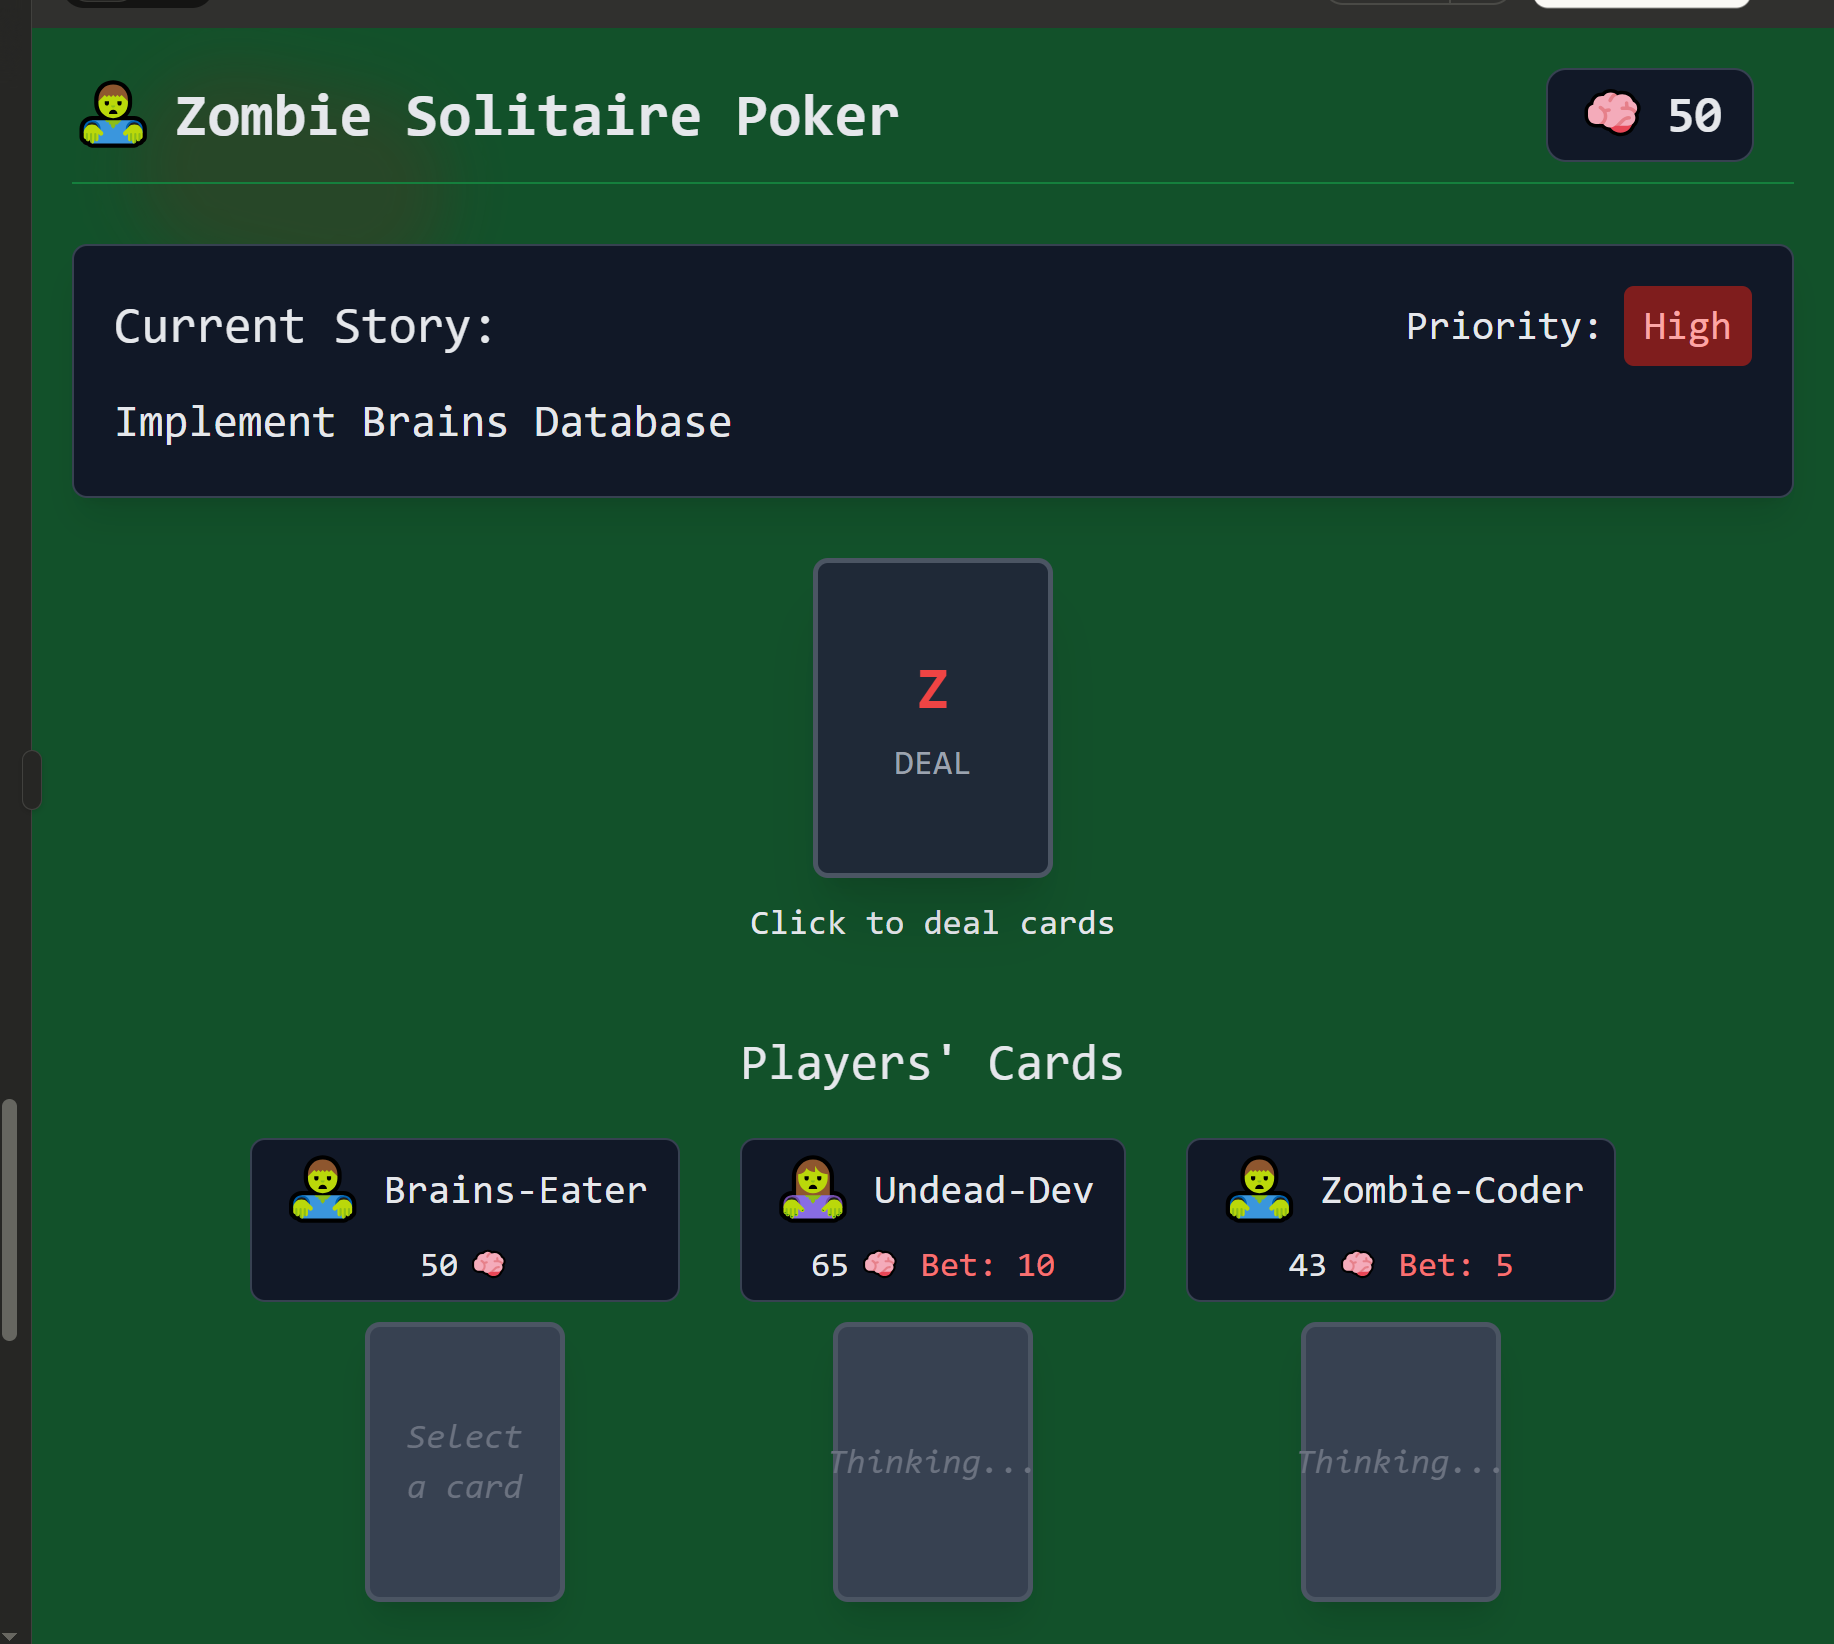 Zombie Solitaire Poker
50
Current Story:
Priority: High
Implement Brains Database
Z
DEAL
Click to deal cards
Players' Cards
Brains-Eater
50
Undead-Dev
65 Bet: 10
Zombie-Coder
43 Bet: 5
Select
a card
Thinking...
Thinking...